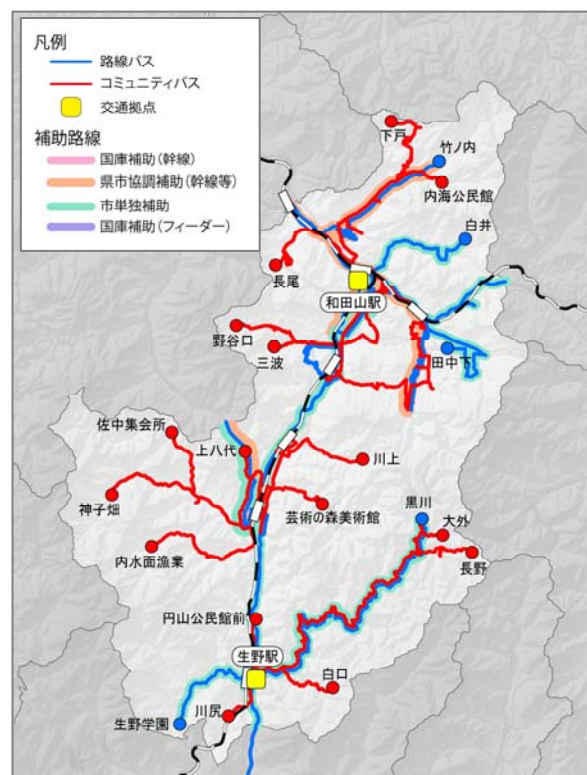 凡例
路線バス
コミュニティバス
交通拠点
補助路線
国庫補助(幹線)
県市協調補助(幹線等)
市単独補助
国庫補助(フィーダー)
下戸
竹ノ内
内海公民館
白井
長尾
和田山駅
野谷口
三波
田中下
佐中集会所
上八代
川上
神子畑
芸術の森美術館
黒川
大外
長野
内水面漁業
円山公民館前
生野駅
白口
川尻
生野学園